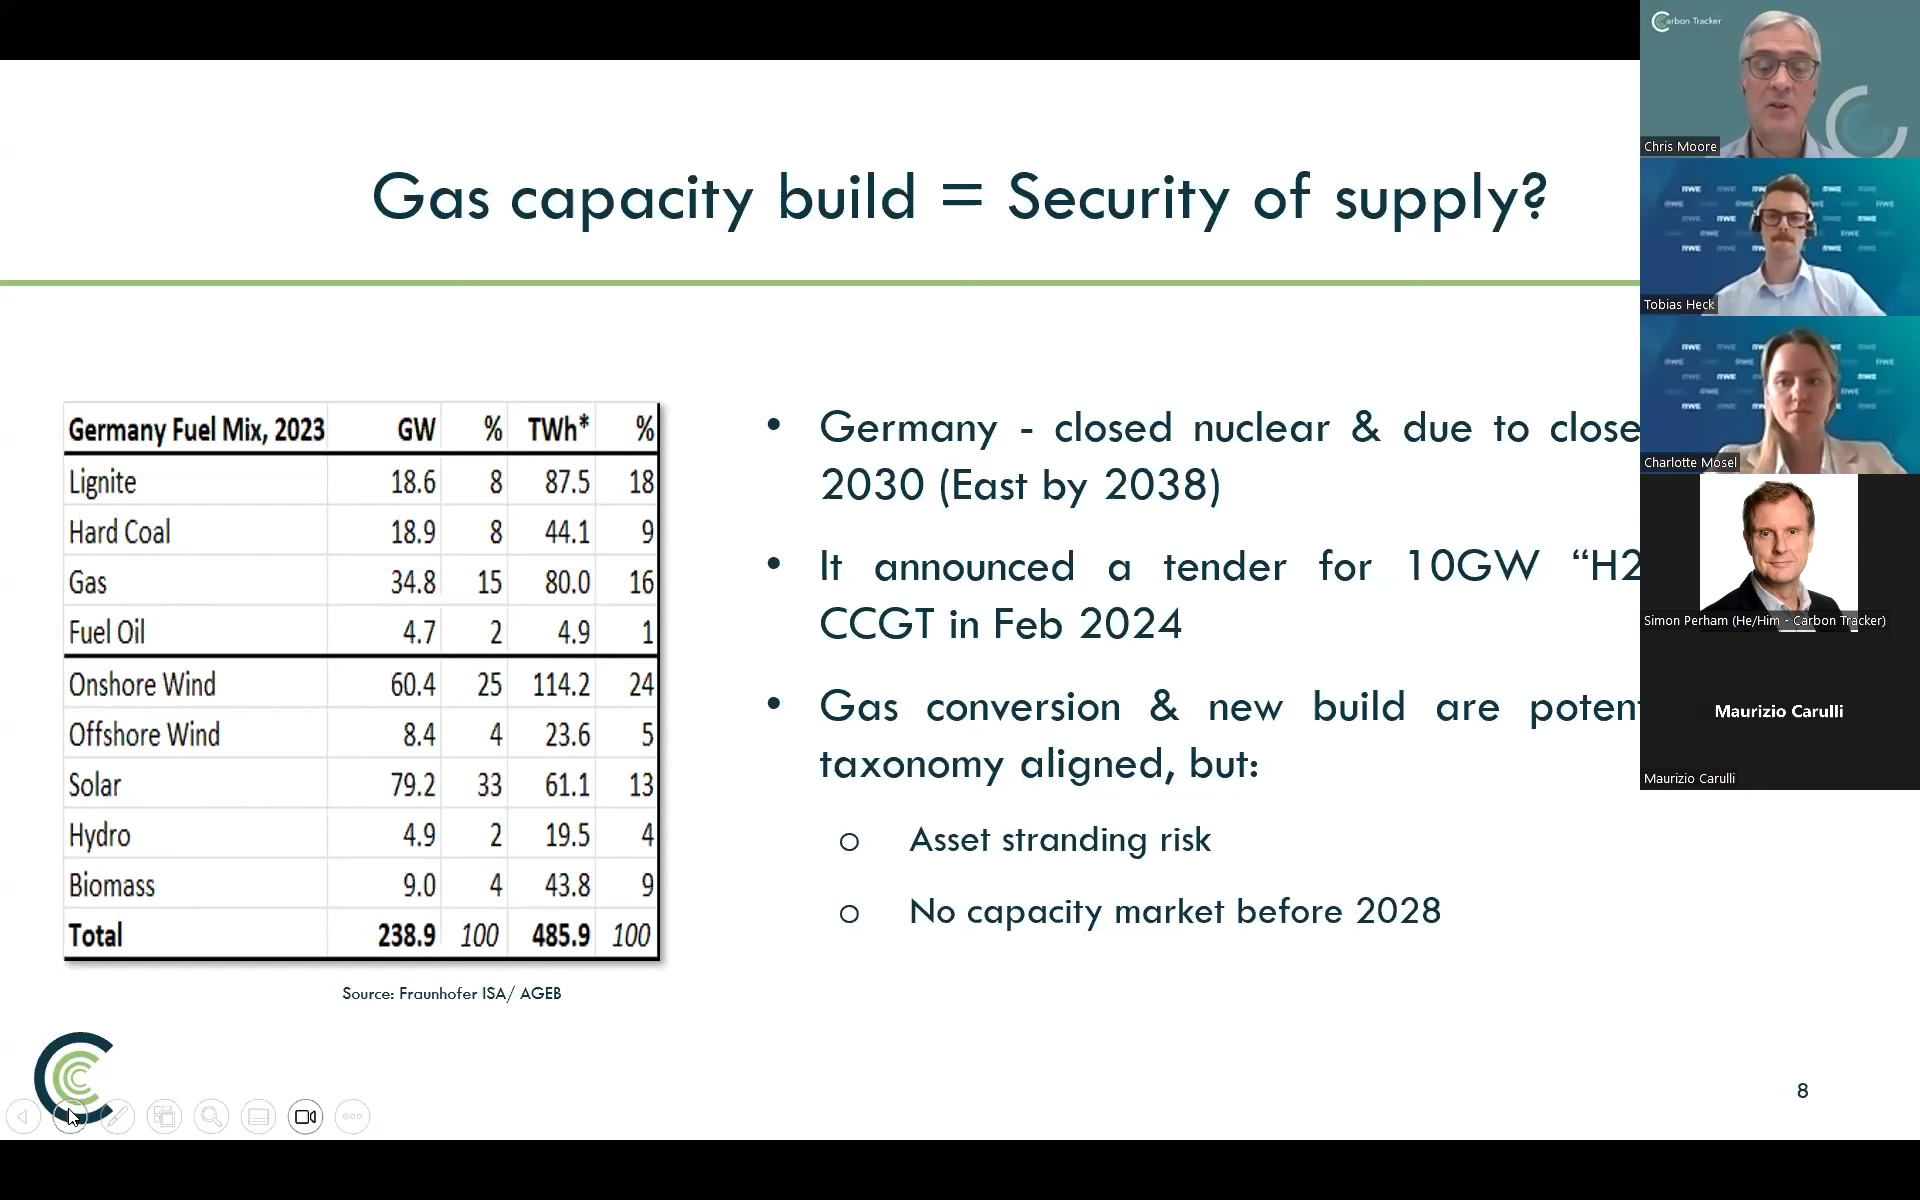 Gas capacity build = Security of supply?
Germany Fuel Mix, 2023 GW % TWh* %
Lignite 18.6 8 87.5 18
Hard Coal 18.9 8 44.1 9
Gas 34.8 15 80.0 16
Fuel Oil 4.7 2 4.9 1
Onshore Wind 60.4 25 114.2 24
Offshore Wind 8.4 4 23.6 5
Solar 79.2 33 61.1 13
Hydro 4.9 2 19.5 4
Biomass 9.0 4 43.8 9
Total 238.9 100 485.9 100
Source: Fraunhofer ISA/ AGEB
• Germany - closed nuclear & due to close
2030 (East by 2038)
• It announced a tender for 10GW “H2
CCGT in Feb 2024
• Gas conversion & new build are potent
taxonomy aligned, but:
o Asset stranding risk
o No capacity market before 2028
8
Carbon Tracker
Chris Moore
RWE
Tobias Heck
RWE
Charlotte Mosel
Simon Perham (He/Him - Carbon Tracker)
Maurizio Carulli
Maurizio Carulli